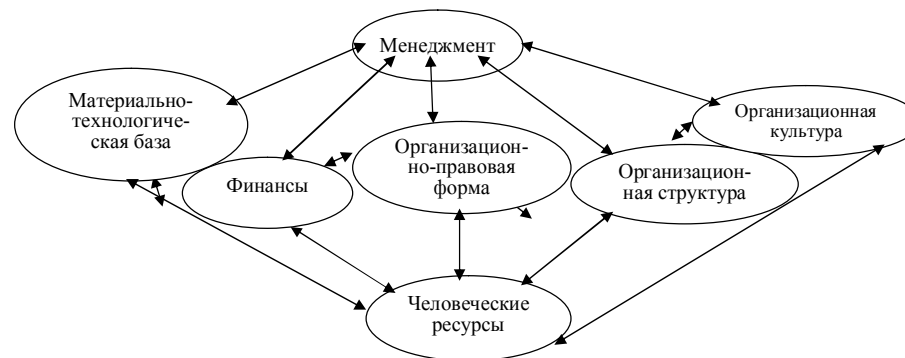 Менеджмент
Материально-
технологиче-
ская база
Финансы
Организацион-
но-правовая
форма
Организацион-
ная структура
Организационная
культура
Человеческие
ресурсы